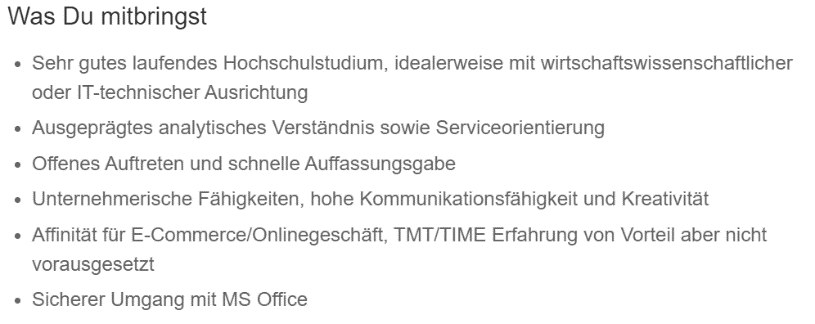 Was Du mitbringst
• Sehr gutes laufendes Hochschulstudium, idealerweise mit wirtschaftswissenschaftlicher
oder IT-technischer Ausrichtung
• Ausgeprägtes analytisches Verständnis sowie Serviceorientierung
• Offenes Auftreten und schnelle Auffassungsgabe
• Unternehmerische Fähigkeiten, hohe Kommunikationsfähigkeit und Kreativität
• Affinität für E-Commerce/Onlinegeschäft, TMT/TIME Erfahrung von Vorteil aber nicht
vorausgesetzt
• Sicherer Umgang mit MS Office